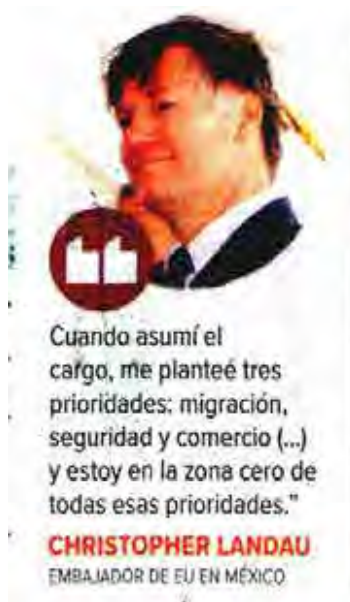 Cuando asumí el
cargo, me planteé tres
prioridades: migración,
seguridad y comercio (...)
y estoy en la zona cero de
todas esas prioridades.”
CHRISTOPHER LANDAU
EMBAJADOR DE EU EN MÉXICO